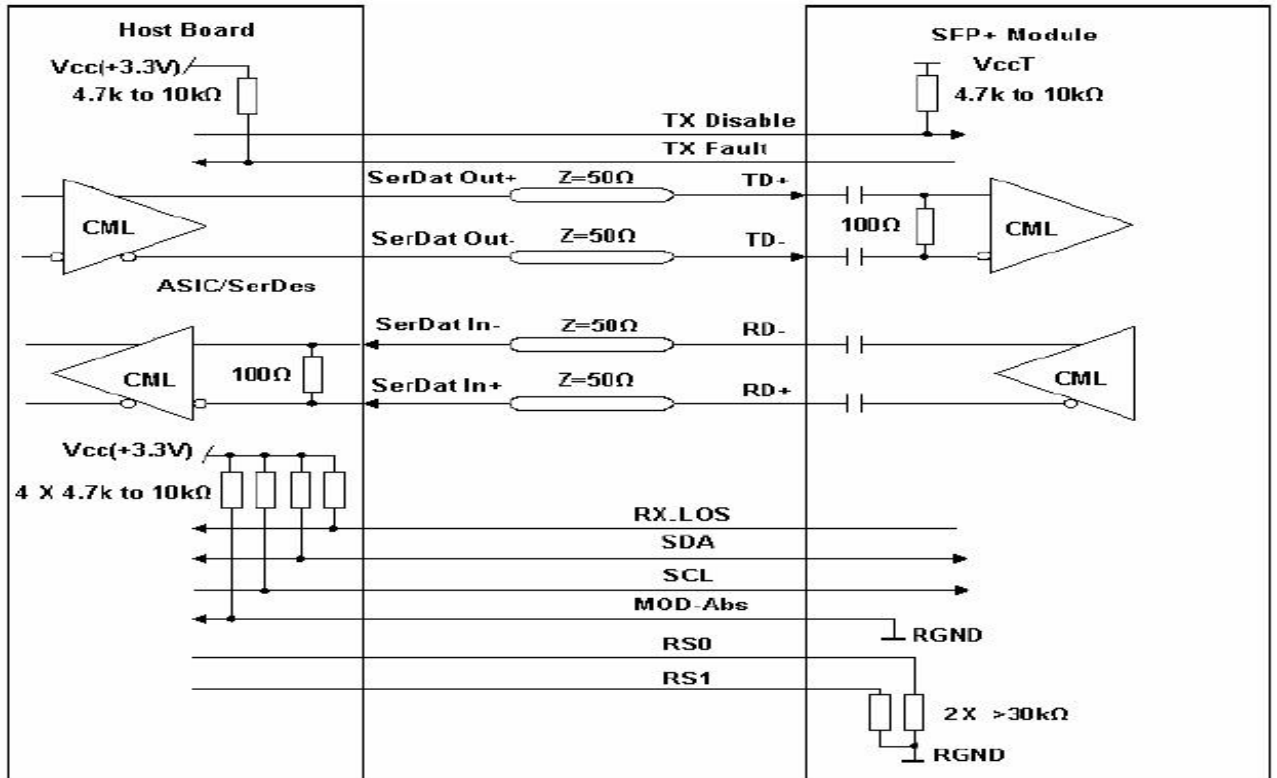 Host Board
SFP+ Module
Vcc(+3.3V)
4.7k to 10kΩ
VccT
4.7k to 10kΩ
TX Disable
TX Fault
SerDat Out+
Z=50Ω
TD+
CML
100Ω
CML
SerDat Out-
Z=50Ω
TD-
ASIC/SerDes
SerDat In-
Z=50Ω
RD-
CML
100Ω
CML
SerDat In+
Z=50Ω
RD+
Vcc(+3.3V)
4 X 4.7k to 10kΩ
RX_LOS
SDA
SCL
MOD-Abs
RGND
RS0
RS1
2X >30kΩ
RGND